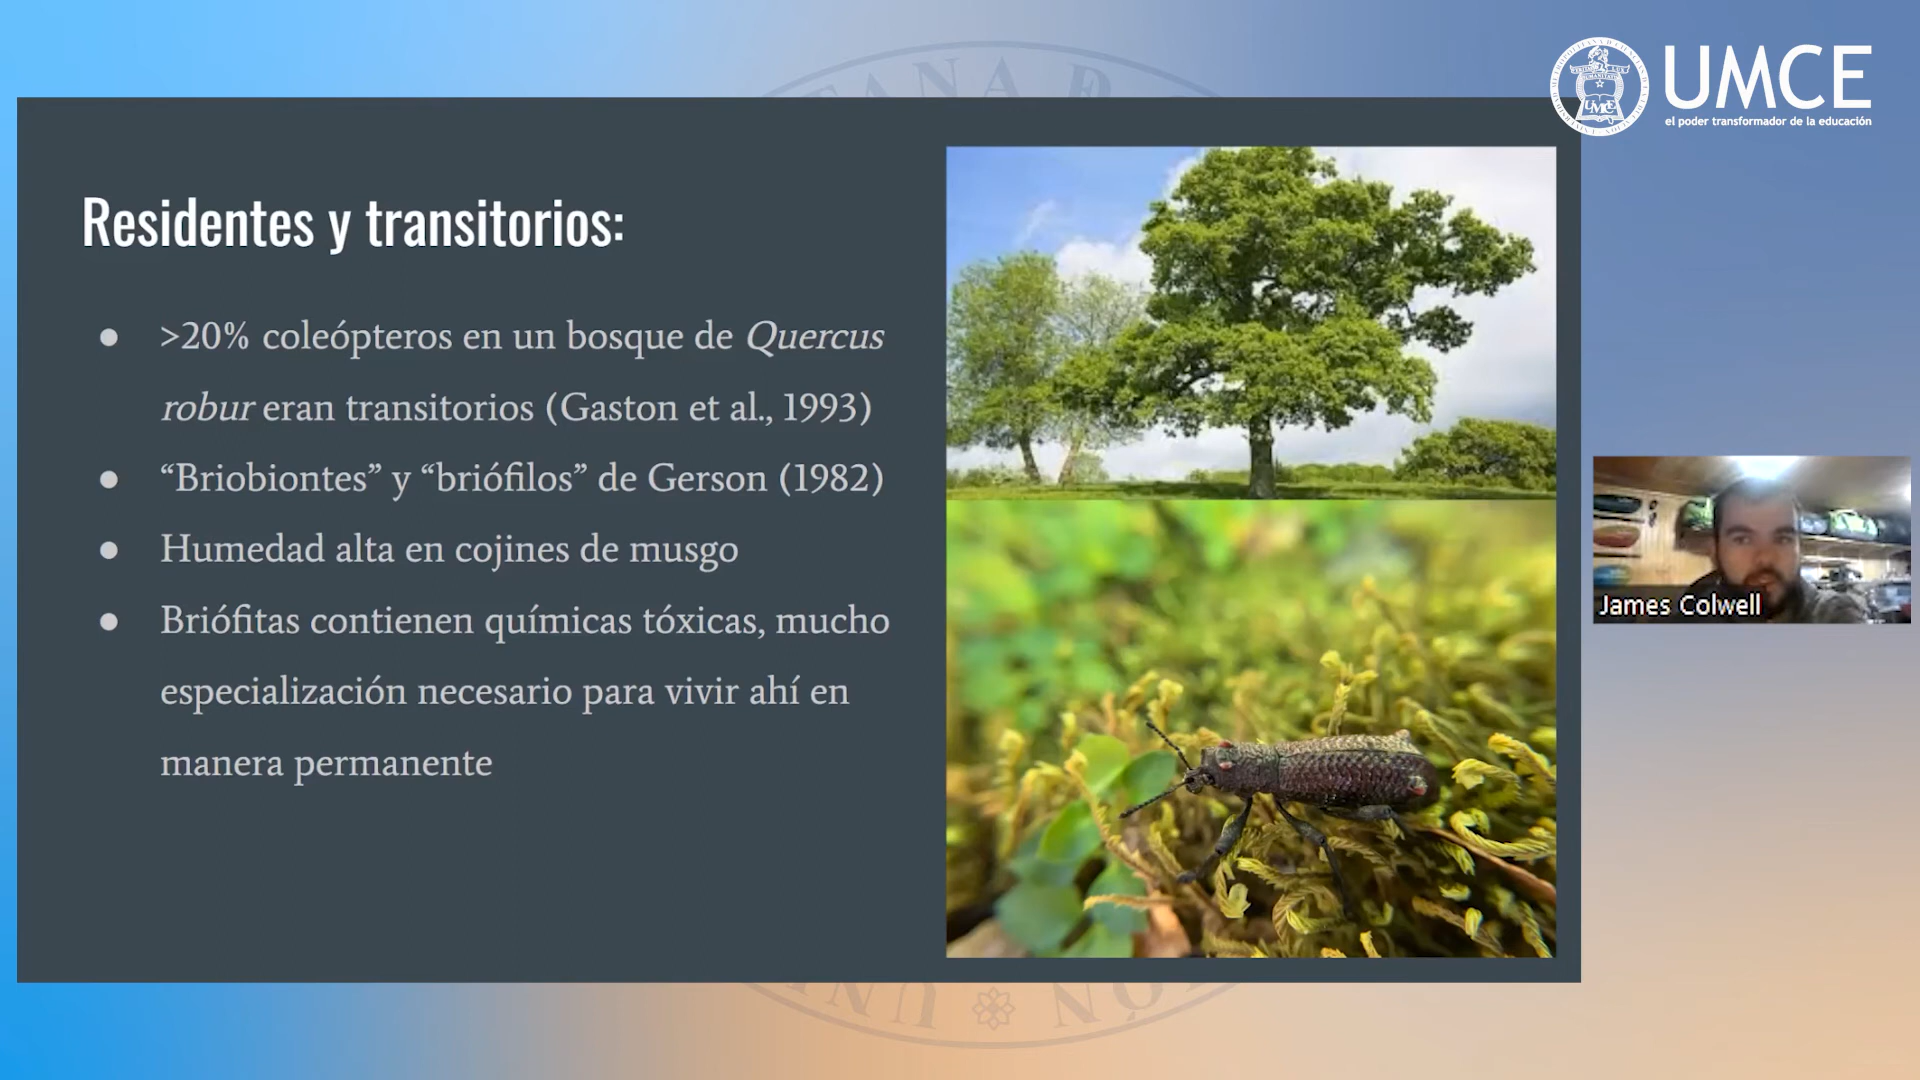 UMCE
el poder transformador de la educación
Residentes y transitorios:
● >20% coleópteros en un bosque de Quercus
robur eran transitorios (Gaston et al., 1993)
● “Briobiontes” y “briófilos” de Gerson (1982)
● Humedad alta en cojines de musgo
● Briófitas contienen químicas tóxicas, mucho
especialización necesario para vivir ahí en
manera permanente
James Colwell